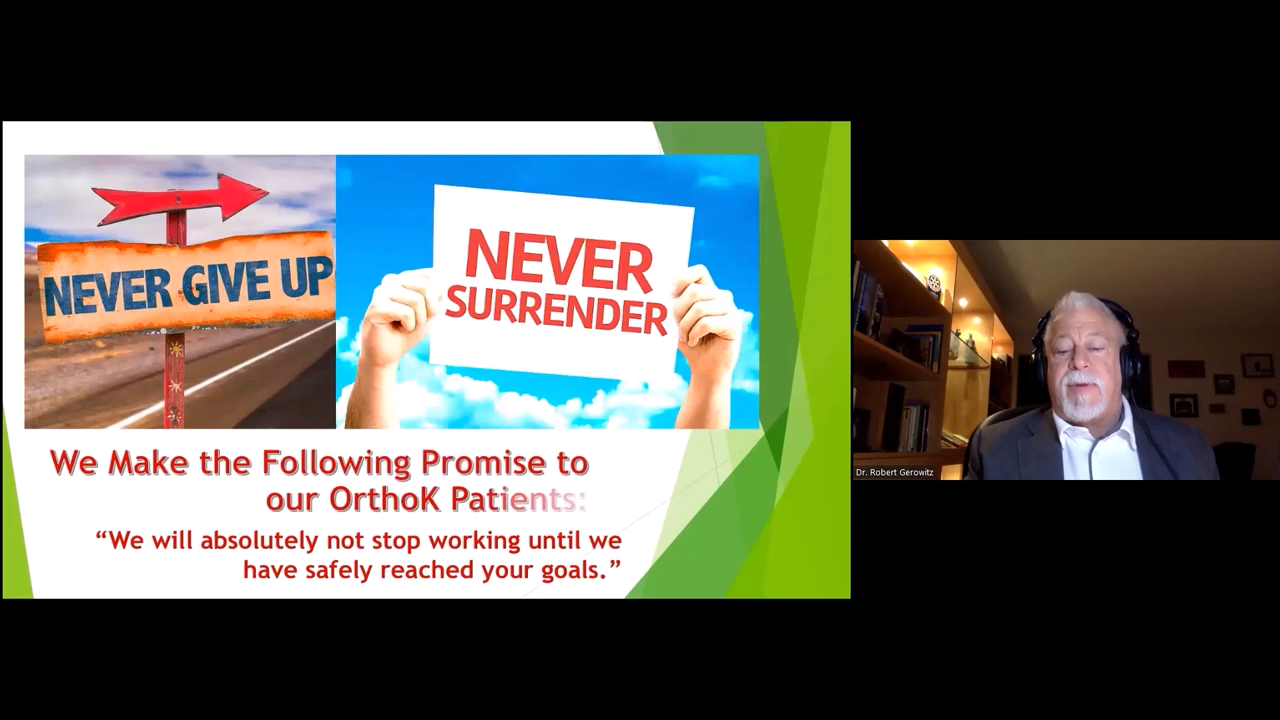 NEVER GIVE UP
NEVER
SURRENDER
We Make the Following Promise to
our OrthoK Patients:
“We will absolutely not stop working until we
have safely reached your goals.”
Dr. Robert Gerowitz